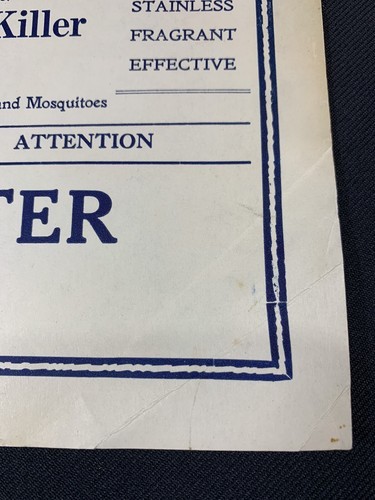 STAINLESS
Killer
FRAGRANT
EFFECTIVE
and Mosquitoes
ATTENTION
TER